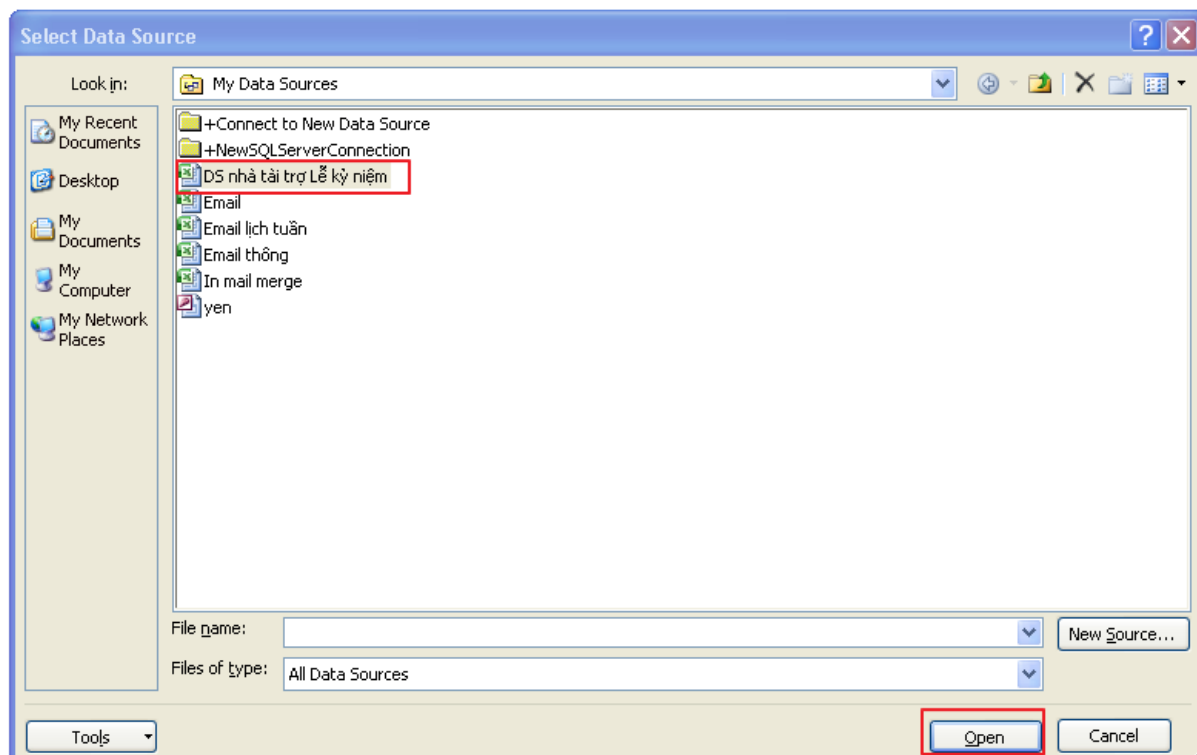 Select Data Source
Look in:
My Data Sources
My Recent
Documents
Desktop
My
Documents
My
Computer
My Network
Places
+Connect to New Data Source
+NewSQLServerConnection
DS nhà tài trợ Lễ kỷ niệm
Email
Email lịch tuần
Email thông
In mail merge
yen
File name:
New Source...
Files of type:
All Data Sources
Tools
Open
Cancel